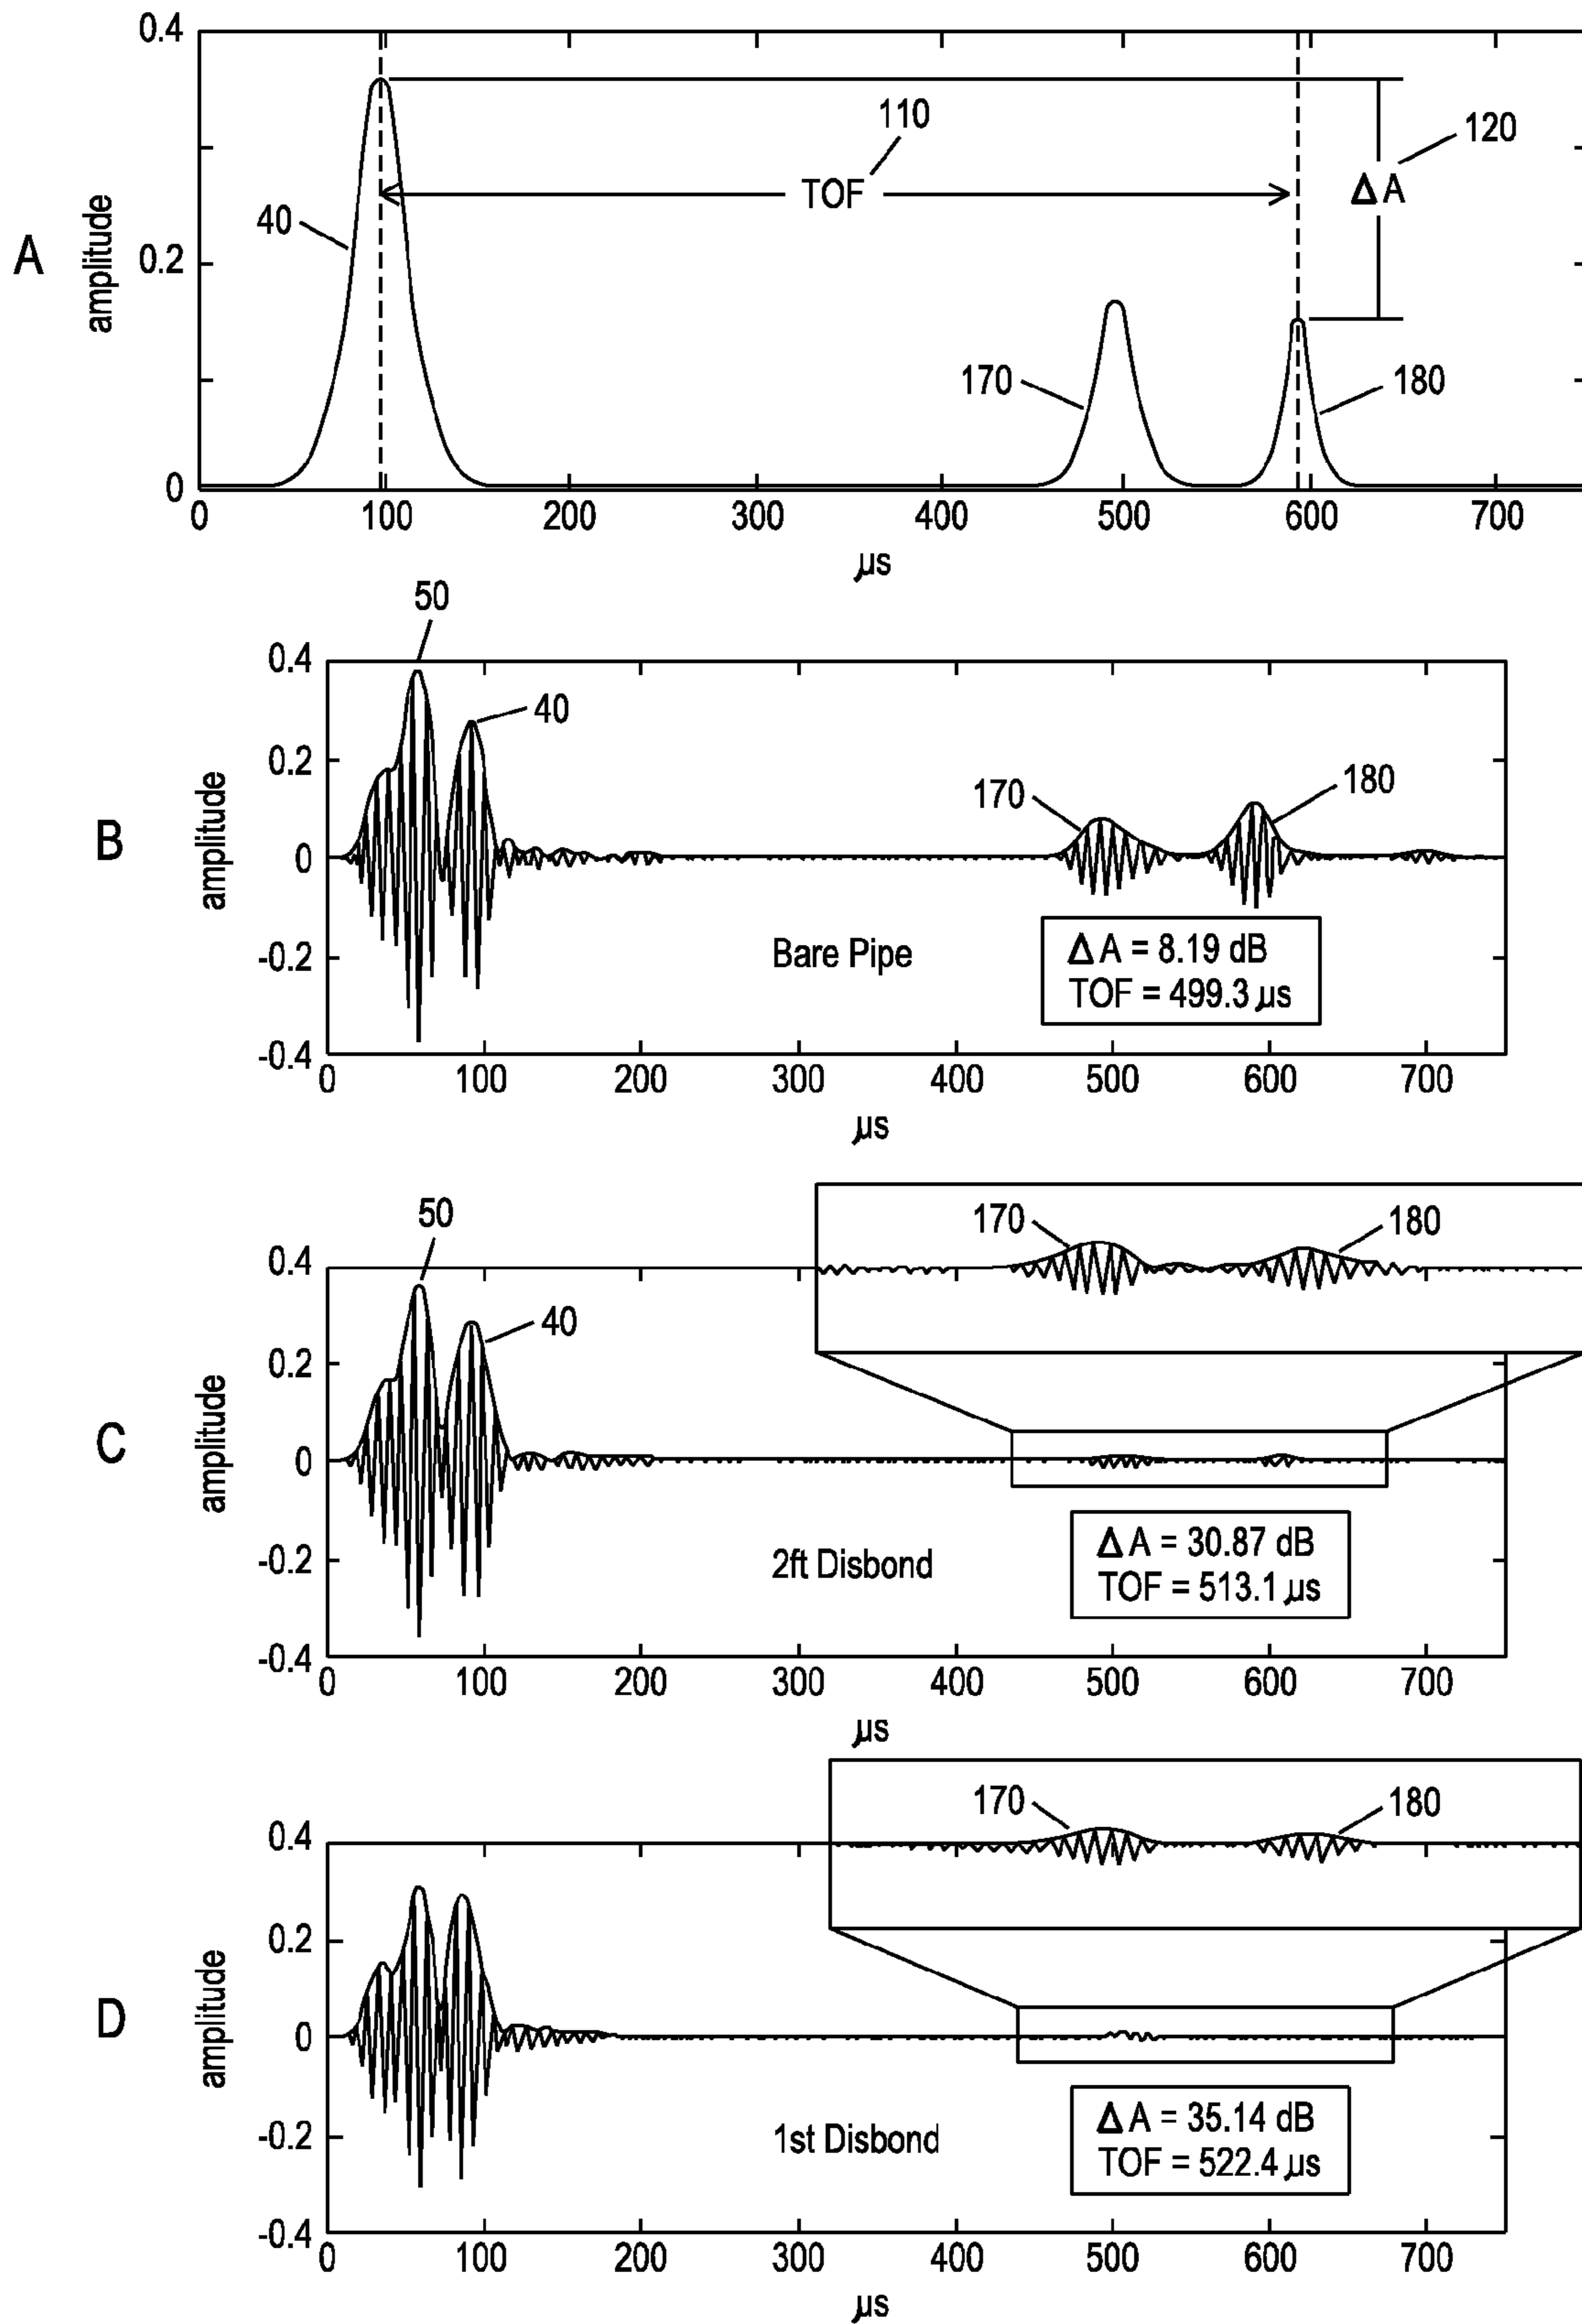 A
amplitude
0.4
0.2
0
40
110
TOF
120
Δ A
170
180
0 100 200 300 400 500 600 700
μs
B
amplitude
50
40
170
180
0.4
0.2
0
-0.2
-0.4
Bare Pipe
Δ A = 8.19 dB
TOF = 499.3 μs
0 100 200 300 400 500 600 700
μs
C
amplitude
50
40
170
180
0.4
0.2
0
-0.2
-0.4
2ft Disbond
Δ A = 30.87 dB
TOF = 513.1 μs
0 100 200 300 400 500 600 700
μs
D
amplitude
170
180
0.4
0.2
0
-0.2
-0.4
1st Disbond
Δ A = 35.14 dB
TOF = 522.4 μs
0 100 200 300 400 500 600 700
μs